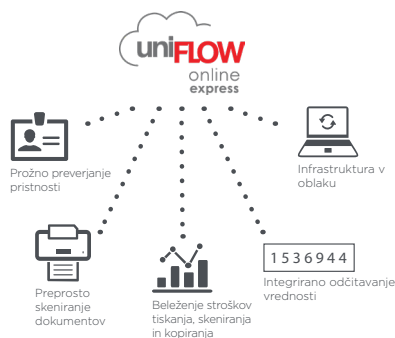 uniFLOW
online
express
Prožno preverjanje
pristnosti
Infrastruktura v
oblaku
Preprosto
skeniranje
dokumentov
Beleženje stroškov
tiskanja, skeniranja
in kopiranja
1536944
Integrirano odčitavanje
vrednosti